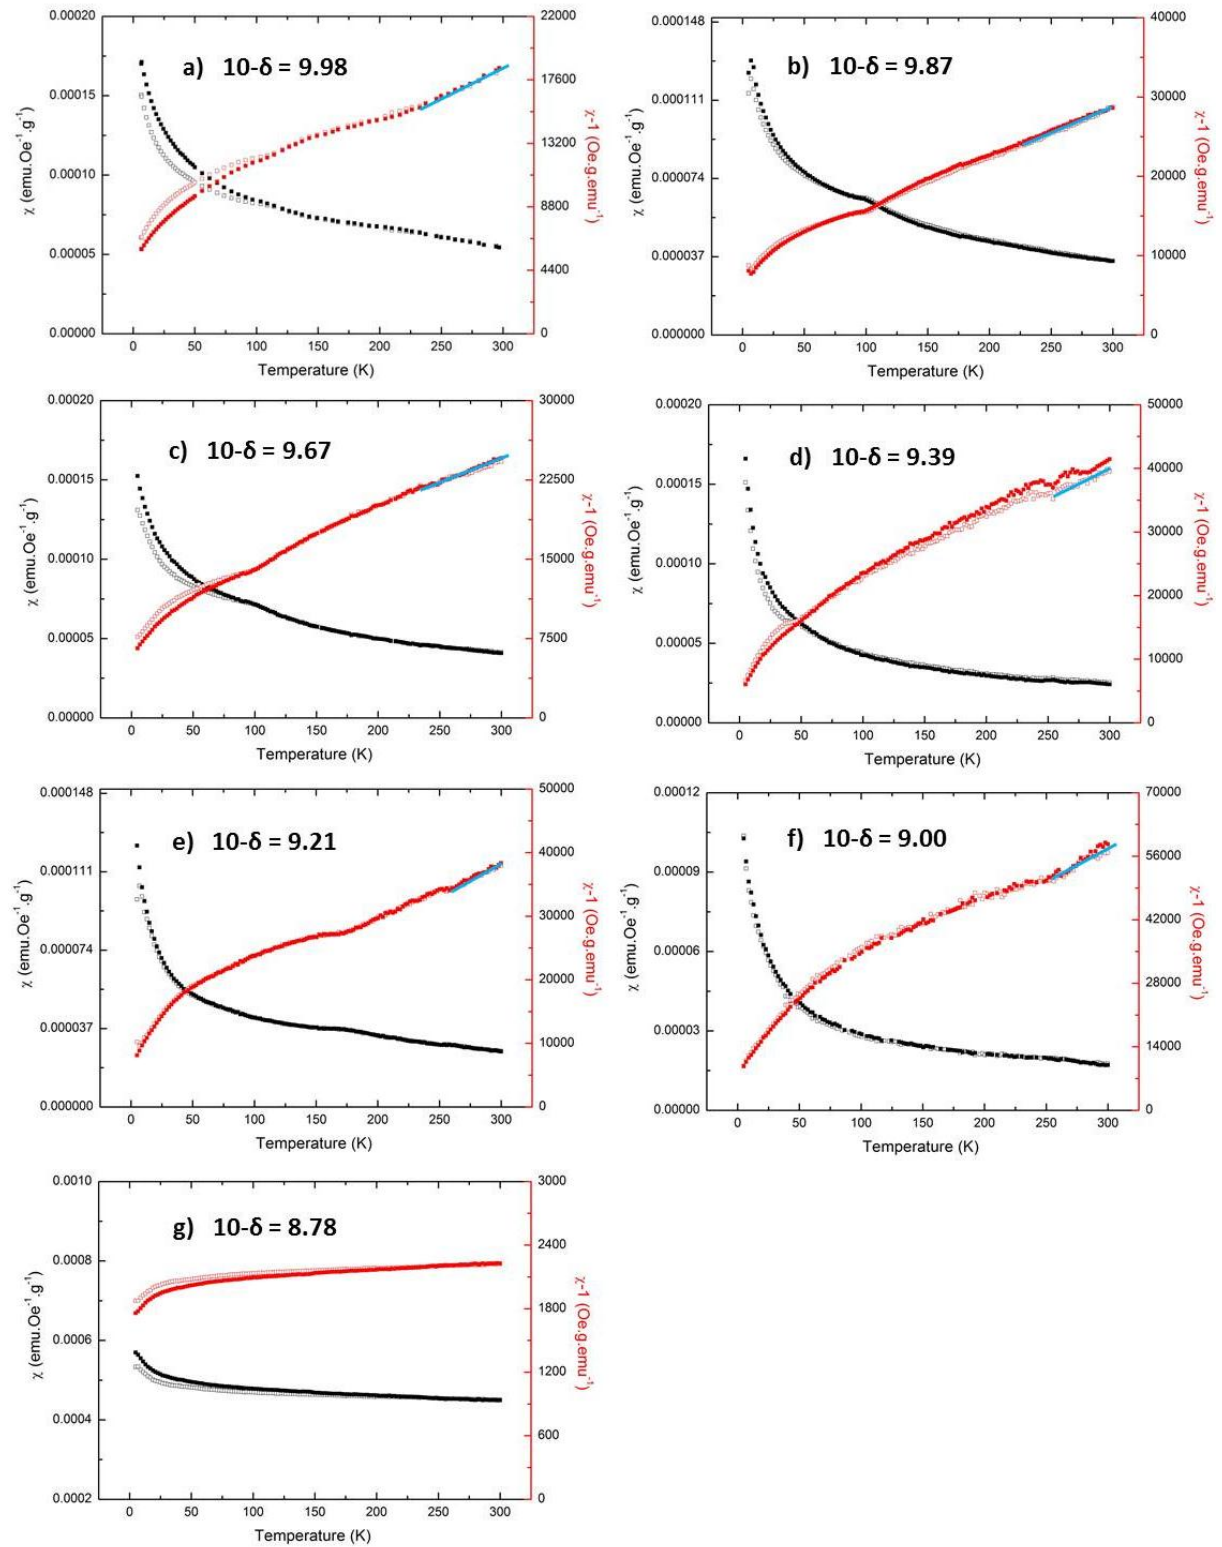 a) 10-δ = 9.98
0.00020
0.00015
0.00010
0.00005
0.00000
χ (emu.Oe⁻¹.g⁻¹)
22000
17600
13200
8800
4400
0
χ-1 (Oe.g.emu⁻¹)
0 50 100 150 200 250 300
Temperature (K)
b) 10-δ = 9.87
0.000148
0.000111
0.000074
0.000037
0.000000
χ (emu.Oe⁻¹.g⁻¹)
40000
30000
20000
10000
0
χ-1 (Oe.g.emu⁻¹)
0 50 100 150 200 250 300
Temperature (K)
c) 10-δ = 9.67
0.00020
0.00015
0.00010
0.00005
0.00000
χ (emu.Oe⁻¹.g⁻¹)
30000
22500
15000
7500
0
χ-1 (Oe.g.emu⁻¹)
0 50 100 150 200 250 300
Temperature (K)
d) 10-δ = 9.39
0.00020
0.00015
0.00010
0.00005
0.00000
χ (emu.Oe⁻¹.g⁻¹)
50000
40000
30000
20000
10000
0
χ-1 (Oe.g.emu⁻¹)
0 50 100 150 200 250 300
Temperature (K)
e) 10-δ = 9.21
0.000148
0.000111
0.000074
0.000037
0.000000
χ (emu.Oe⁻¹.g⁻¹)
50000
40000
30000
20000
10000
0
χ-1 (Oe.g.emu⁻¹)
0 50 100 150 200 250 300
Temperature (K)
f) 10-δ = 9.00
0.00012
0.00009
0.00006
0.00003
0.00000
χ (emu.Oe⁻¹.g⁻¹)
70000
56000
42000
28000
14000
0
χ-1 (Oe.g.emu⁻¹)
0 50 100 150 200 250 300
Temperature (K)
g) 10-δ = 8.78
0.0010
0.0008
0.0006
0.0004
0.0002
χ (emu.Oe⁻¹.g⁻¹)
3000
2400
1800
1200
600
0
χ-1 (Oe.g.emu⁻¹)
0 50 100 150 200 250 300
Temperature (K)